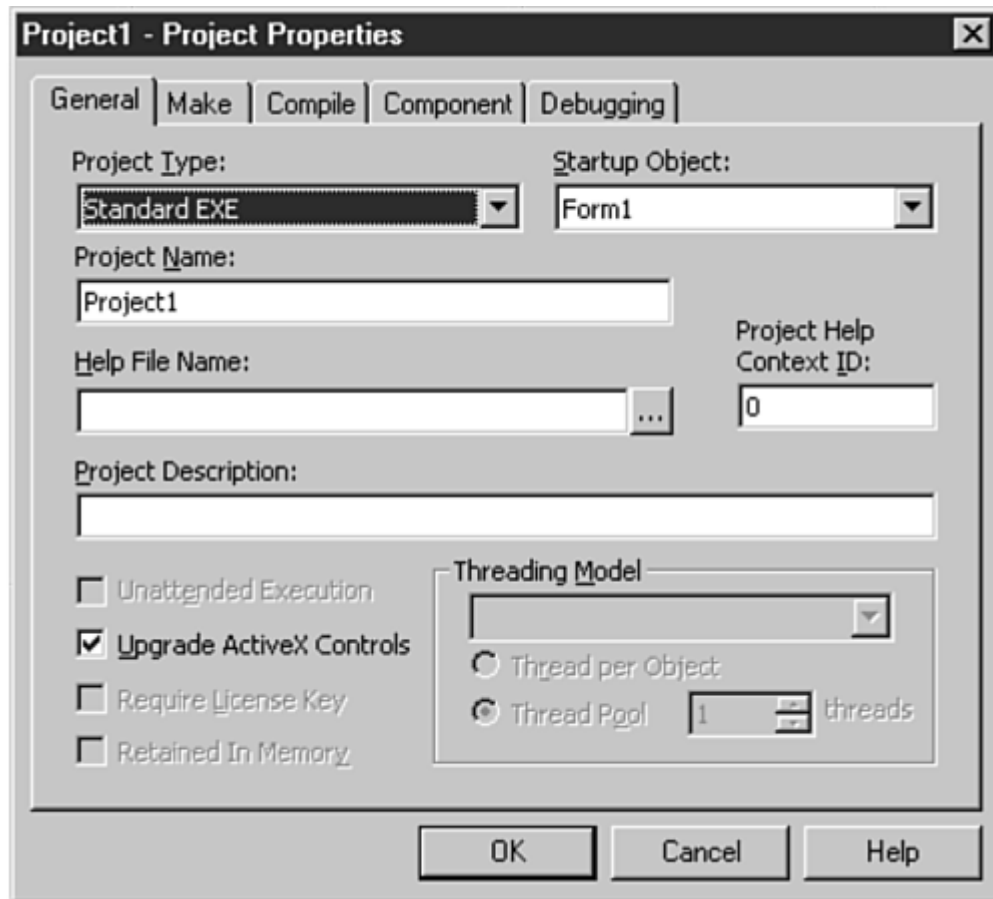 Project1 - Project Properties
General Make Compile Component Debugging
Project Type: Startup Object:
Standard EXE Form1
Project Name:
Project1
Project Help
Help File Name: Context ID:
... 0
Project Description:
Unattended Execution
Upgrade ActiveX Controls
Require License Key
Retained In Memory
Threading Model
Thread per Object
Thread Pool 1 threads
OK Cancel Help